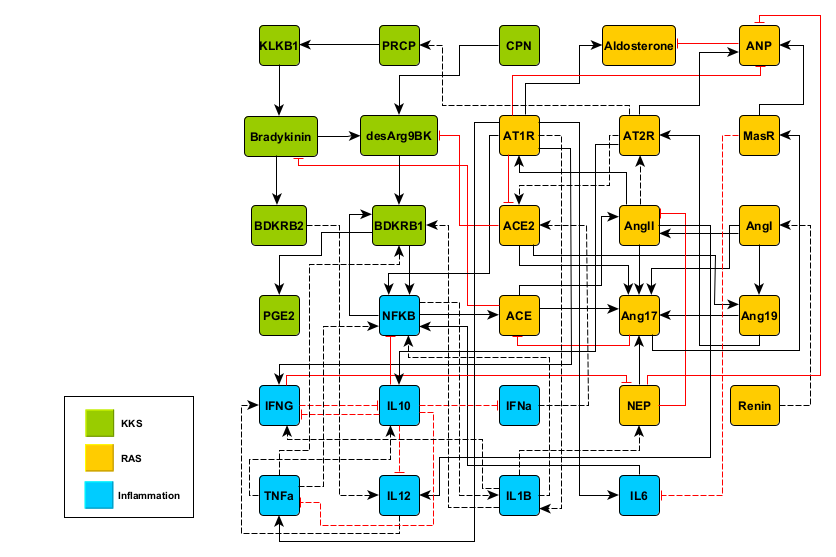 KLKB1 PRCP CPN Aldosterone ANP
Bradykinin desArg9BK AT1R AT2R MasR
BDKRB2 BDKRB1 ACE2 AngII AngI
PGE2 NFKB ACE Ang17 Ang19
IFNG IL10 IFNa NEP Renin
KKS
RAS
Inflammation
TNFa IL12 IL1B IL6